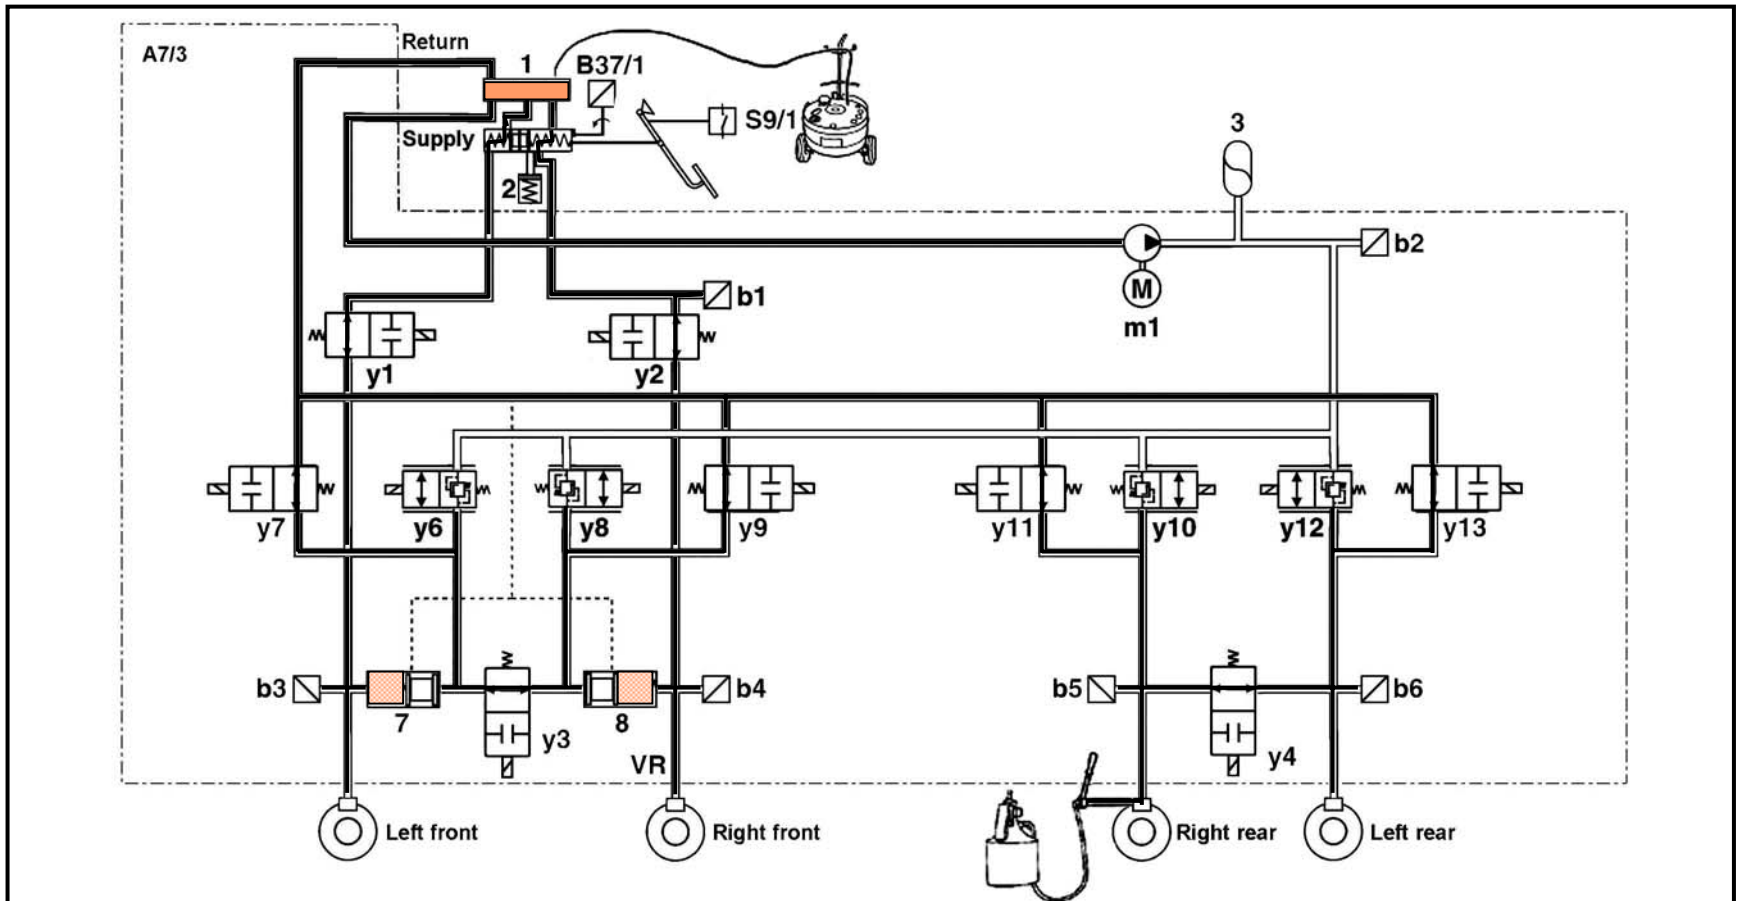 A7/3
Return
1
B37/1
S9/1
Supply
2
3
b2
b1
M
m1
y1
y2
y7
y6
y8
y9
y11
y10
y12
y13
b3
7
y3
8
b4
b5
b6
y4
VR
Left front
Right front
Right rear
Left rear